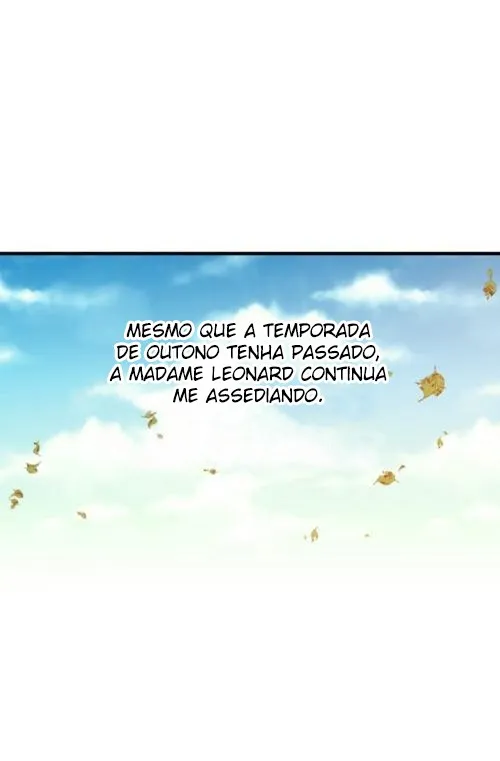 MESMO QUE A TEMPORADA
DE OUTONO TENHA PASSADO,
A MADAME LEONARD CONTINUA
ME ASSEDIANDO.